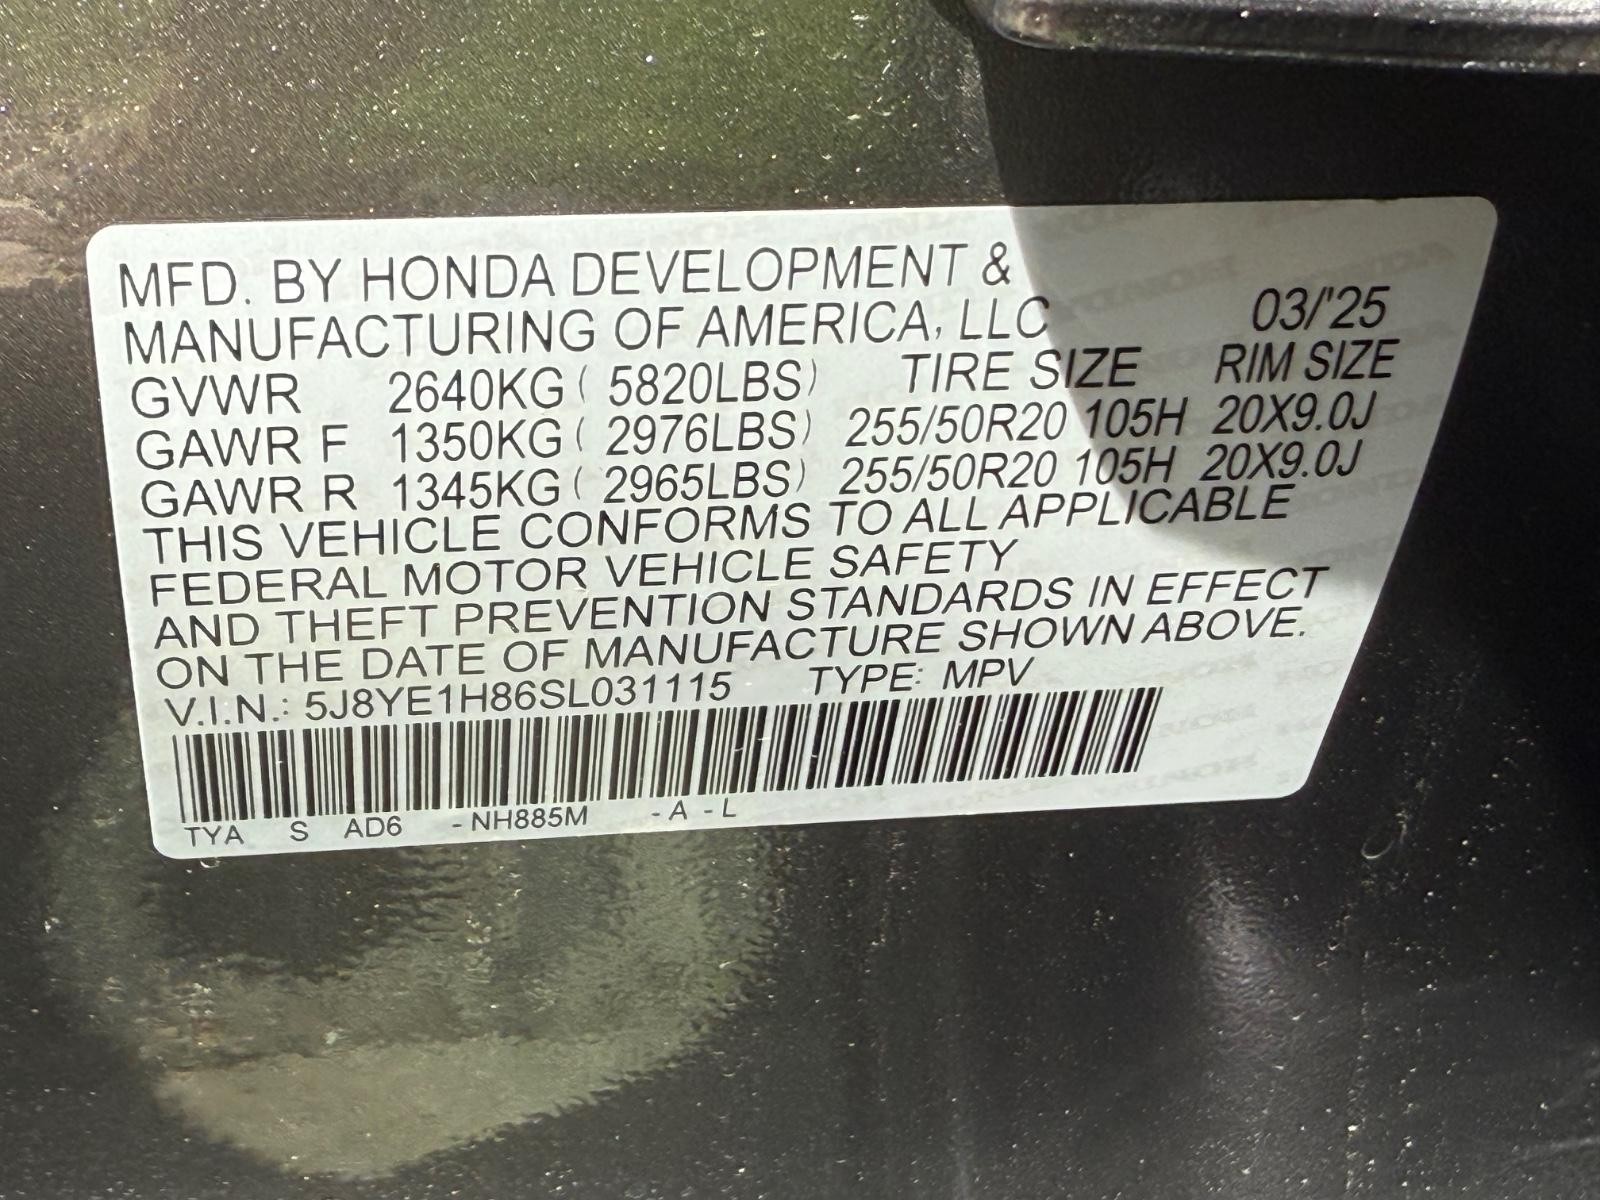 MFD. BY HONDA DEVELOPMENT &
MANUFACTURING OF AMERICA, LLC 03/'25
GVWR 2640KG ( 5820LBS) TIRE SIZE RIM SIZE
GAWR F 1350KG ( 2976LBS) 255/50R20 105H 20X9.0J
GAWR R 1345KG ( 2965LBS) 255/50R20 105H 20X9.0J
THIS VEHICLE CONFORMS TO ALL APPLICABLE
FEDERAL MOTOR VEHICLE SAFETY
AND THEFT PREVENTION STANDARDS IN EFFECT
ON THE DATE OF MANUFACTURE SHOWN ABOVE.
V.I.N.: 5J8YE1H86SL031115 TYPE: MPV
TYA S AD6 -NH885M -A -L